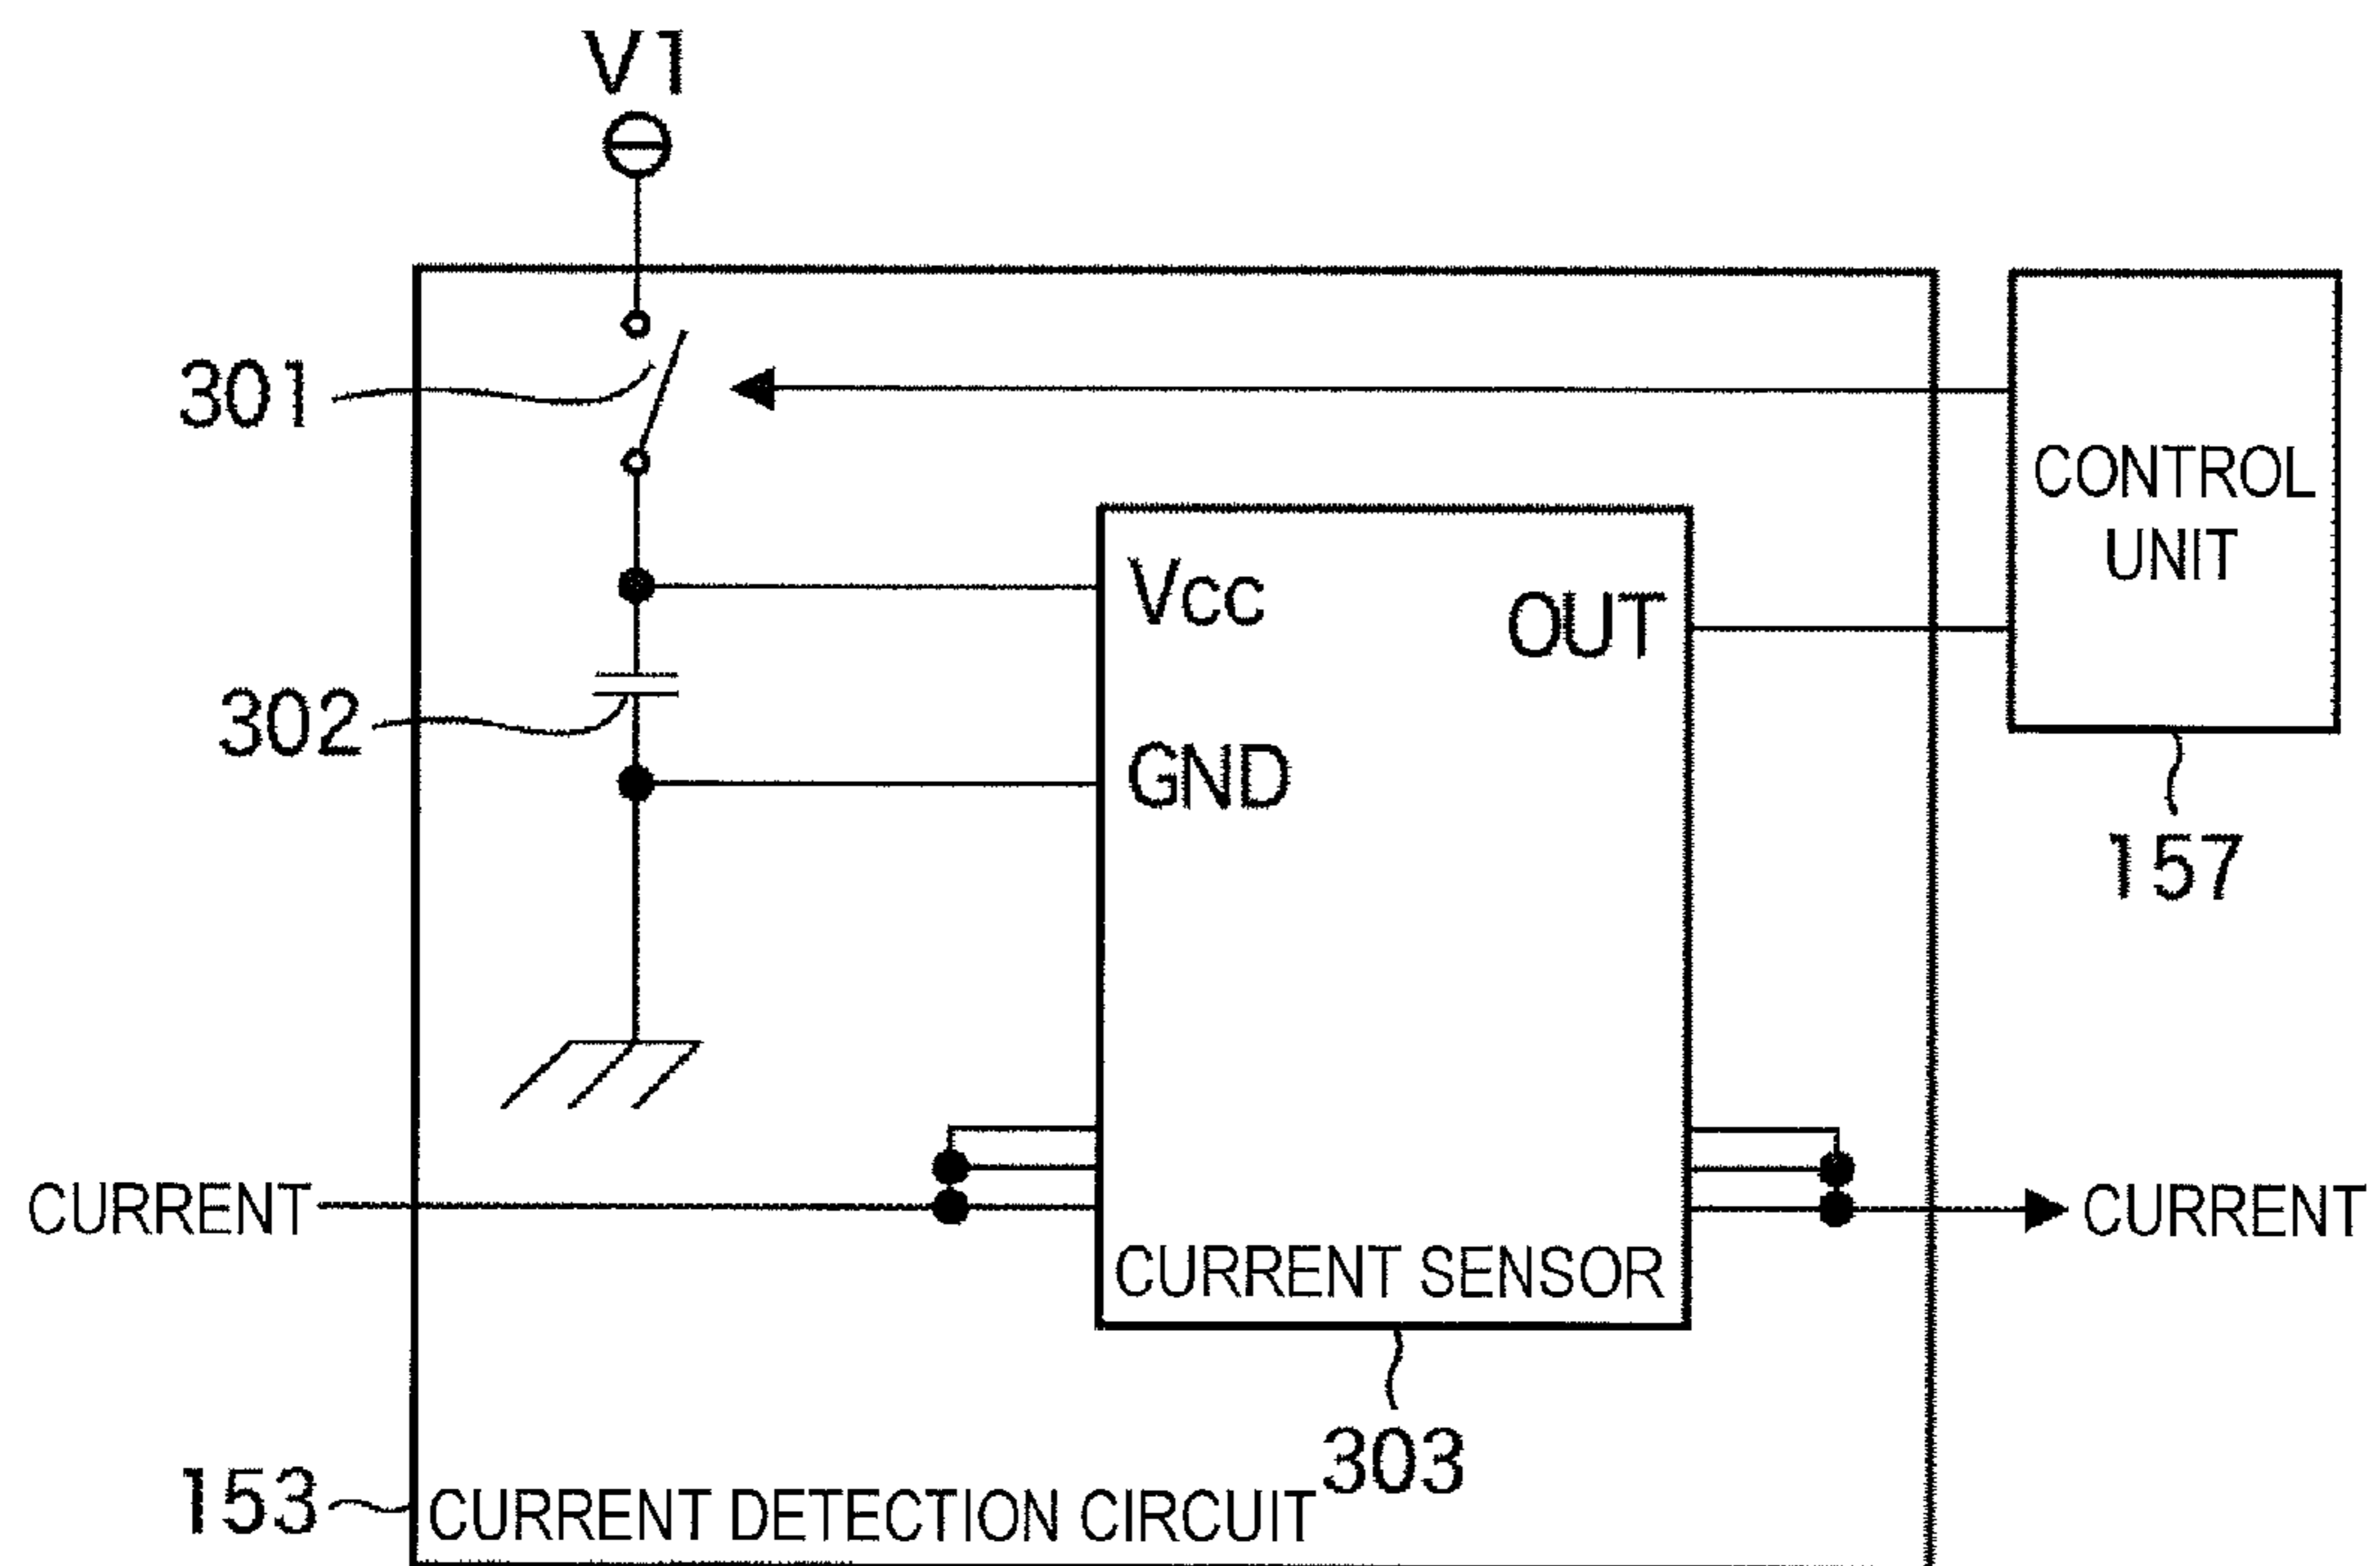 V1
301
CONTROL
UNIT
Vcc
OUT
302
GND
157
CURRENT
CURRENT
CURRENT SENSOR
303
153
CURRENT DETECTION CIRCUIT